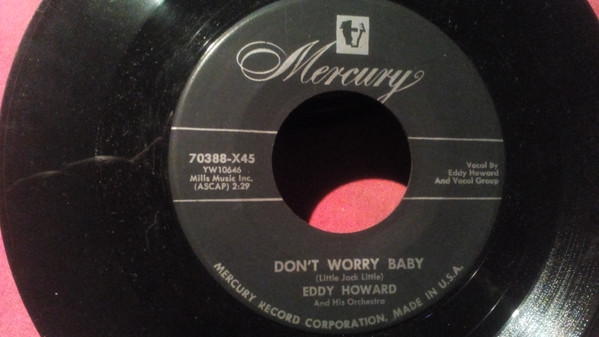 Mercury
70388-X45
YW10646
Mills Music Inc.
(ASCAP) 2:29
Vocal By
Eddy Howard
And Vocal Group
DON'T WORRY BABY
(Little Jack Little)
EDDY HOWARD
And His Orchestra
MERCURY RECORD CORPORATION, MADE IN U.S.A.